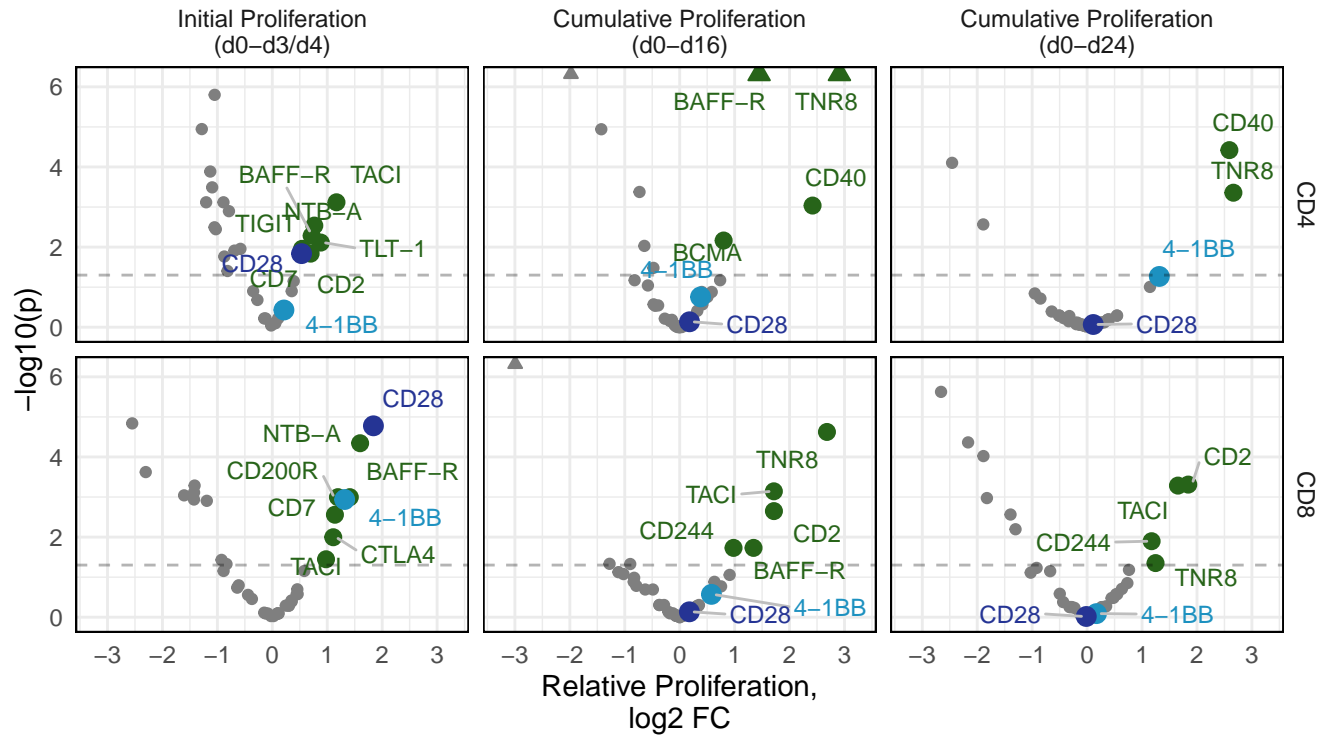 Initial Proliferation
(d0−d3/d4)
Cumulative Proliferation
(d0−d16)
Cumulative Proliferation
(d0−d24)
−log10(p)
6
4
2
0
BAFF−R
TACI
NTB−A
TIGIT
TLT−1
CD28
CD7
CD2
4−1BB
BAFF−R
TNR8
CD40
BCMA
4−1BB
CD28
CD40
TNR8
4−1BB
CD28
CD4
6
4
2
0
CD28
NTB−A
CD200R
BAFF−R
CD7
4−1BB
CTLA4
TACI
TNR8
TACI
CD244
CD2
BAFF−R
4−1BB
CD28
CD2
TACI
CD244
TNR8
CD28
4−1BB
CD8
−3 −2 −1 0 1 2 3
−3 −2 −1 0 1 2 3
−3 −2 −1 0 1 2 3
Relative Proliferation,
log2 FC